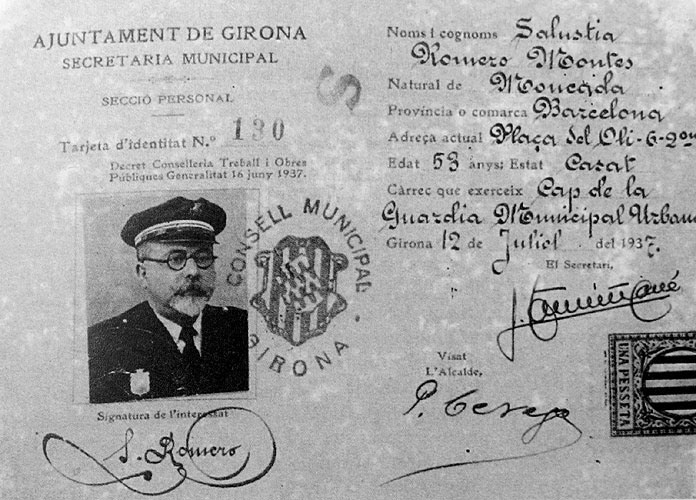 AJUNTAMENT DE GIRONA
SECRETARIA MUNICIPAL
SECCIÓ PERSONAL
Tarjeta d'identitat N.º 130
Decret Conselleria Treball i Obres
Públiques Generalitat 16 juny 1937.
S
CONSELL MUNICIPAL
GIRONA
Signatura de l'interessat
S. Romero
Noms i cognoms Salustia
Romero Montes
Natural de Moncada
Província o comarca Barcelona
Adreça actual Plaça del Oli-6-2on
Edat 53 anys; Estat Casat
Càrrec que exerceix Cap de la
Guardia Municipal Urbana
Girona 12 de Juliol del 1937.
El Secretari,
Visat
L'Alcalde,
UNA PESSETA